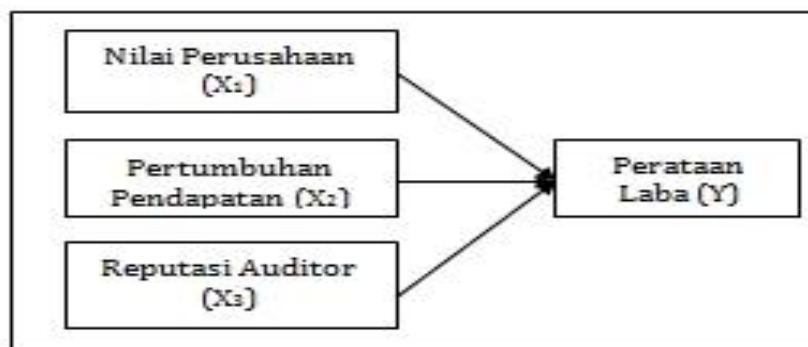 Nilai Perusahaan
(X₁)
Pertumbuhan
Pendapatan (X₂)
Reputasi Auditor
(X₃)
Perataan
Laba (Y)